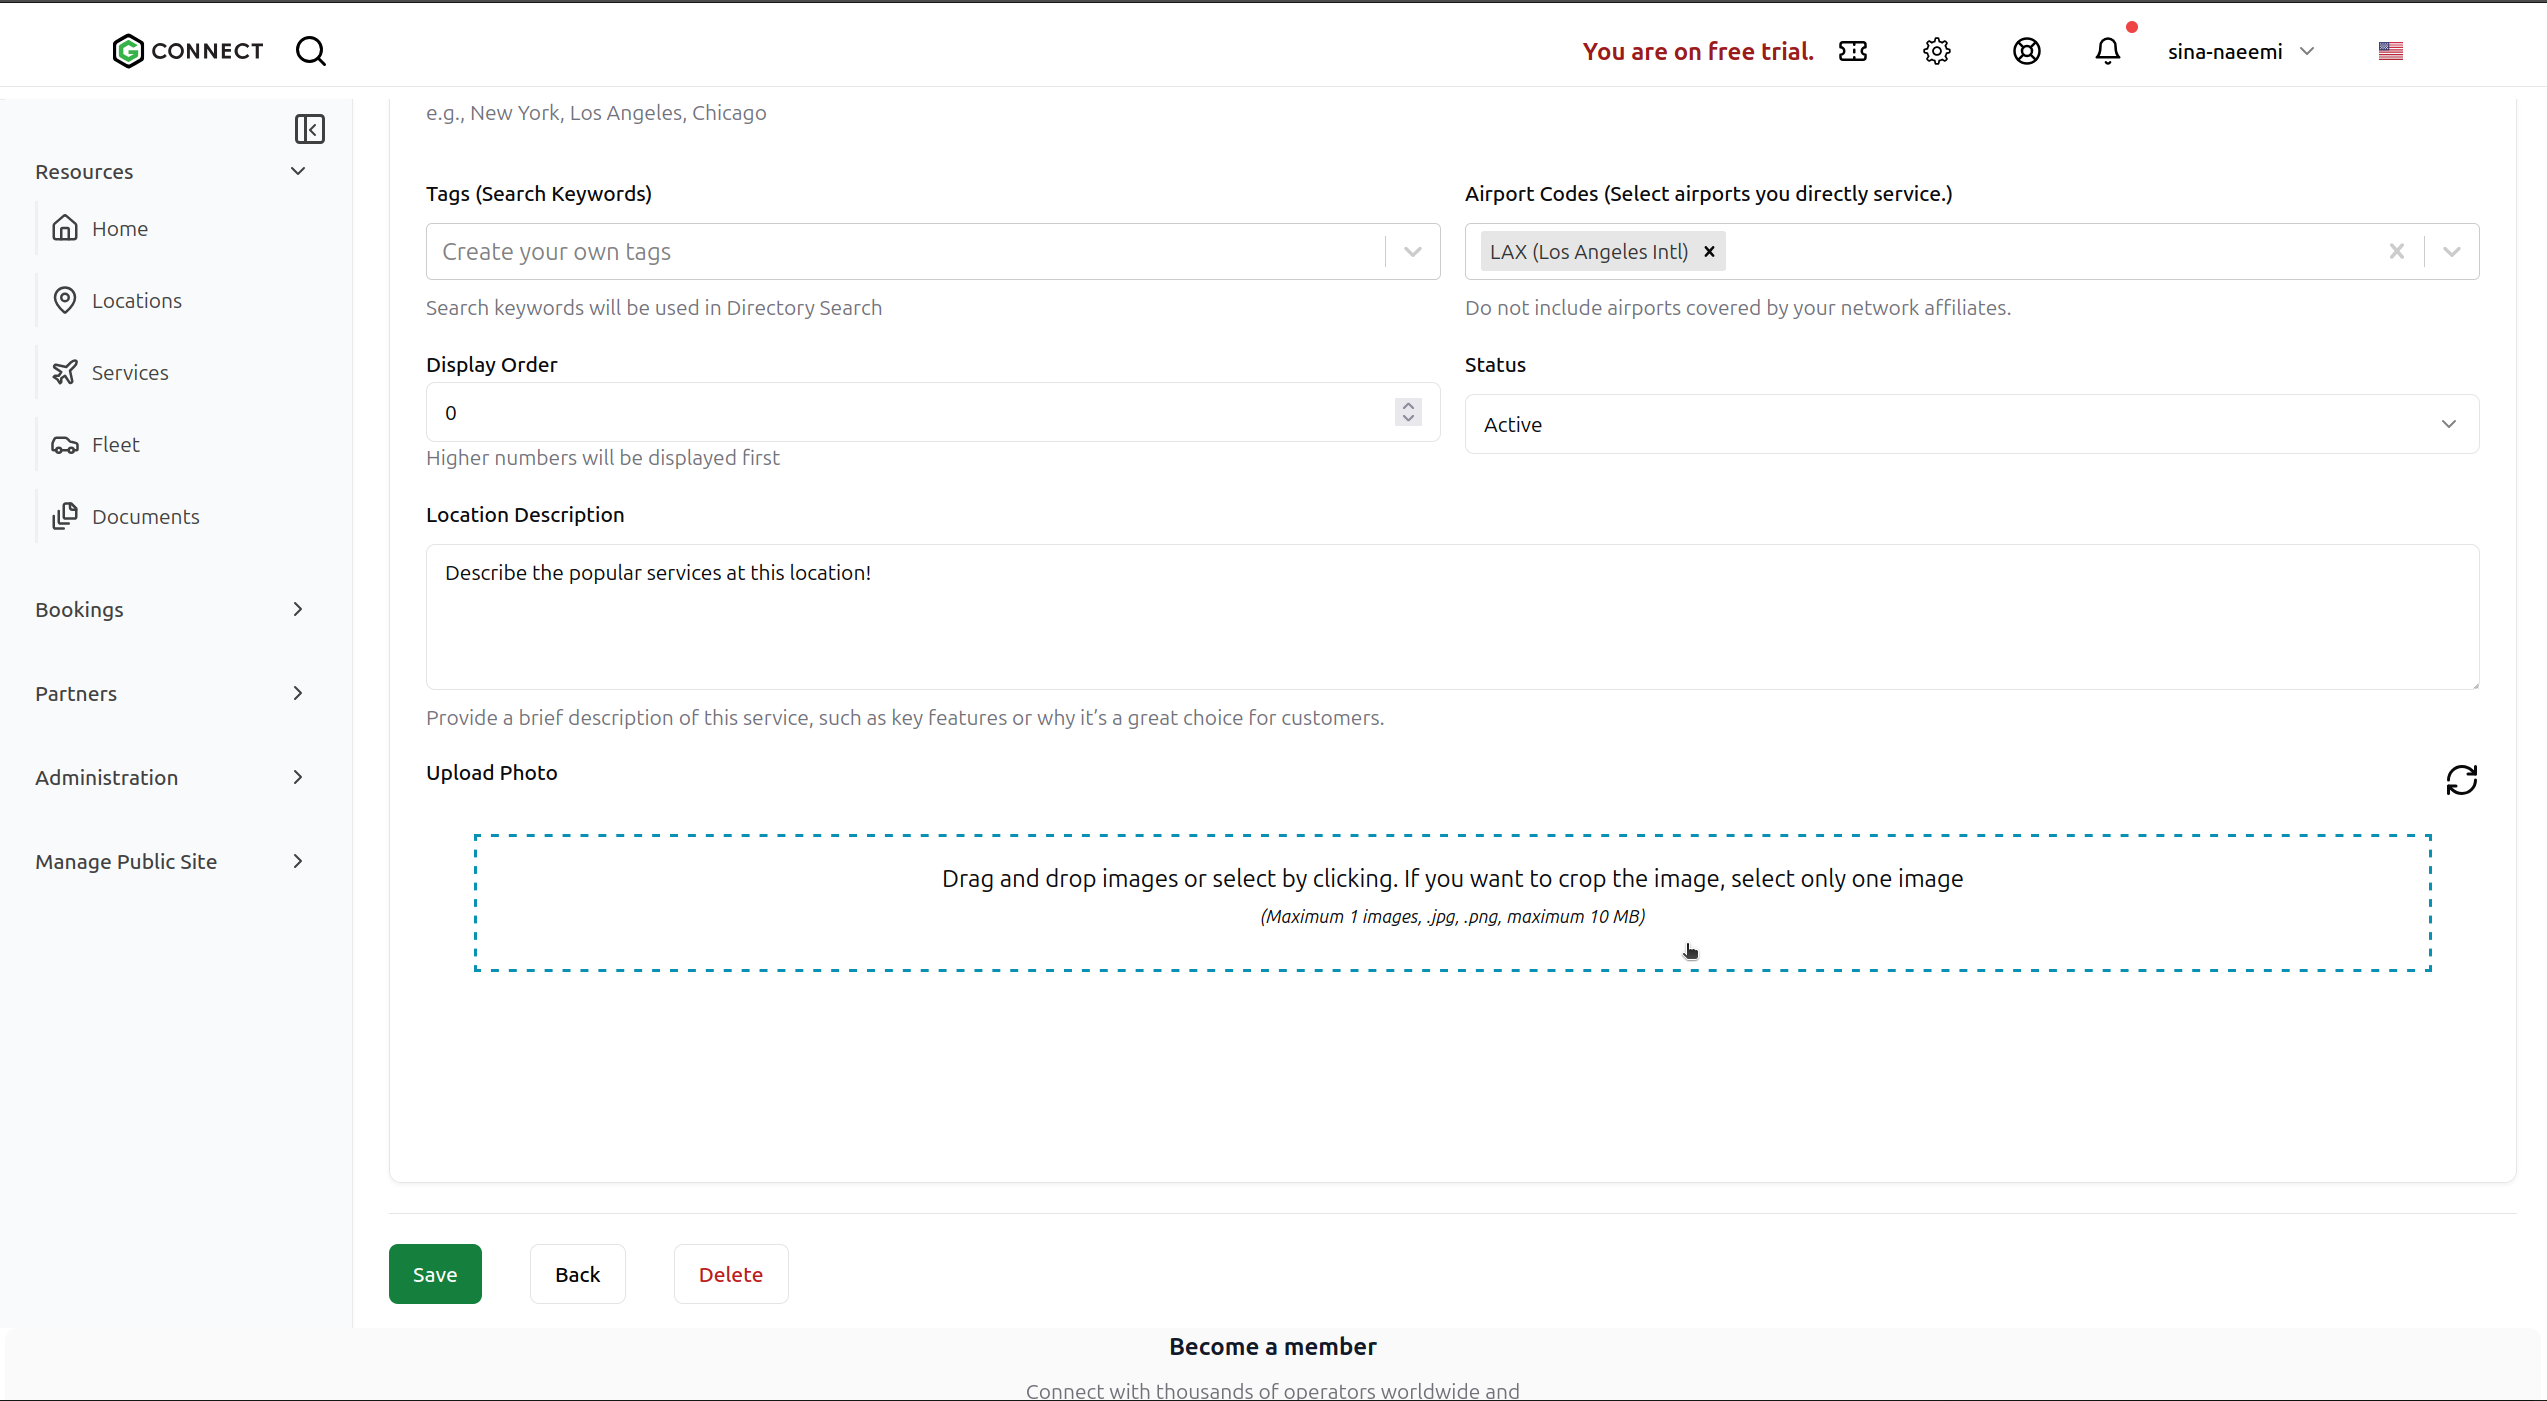 CONNECT
You are on free trial.
sina-naeemi
Resources
Home
Locations
Services
Fleet
Documents
Bookings
Partners
Administration
Manage Public Site
e.g., New York, Los Angeles, Chicago
Tags (Search Keywords)
Create your own tags
Search keywords will be used in Directory Search
Airport Codes (Select airports you directly service.)
LAX (Los Angeles Intl)
Do not include airports covered by your network affiliates.
Display Order
0
Higher numbers will be displayed first
Status
Active
Location Description
Describe the popular services at this location!
Provide a brief description of this service, such as key features or why it’s a great choice for customers.
Upload Photo
Drag and drop images or select by clicking. If you want to crop the image, select only one image
(Maximum 1 images, .jpg, .png, maximum 10 MB)
Save
Back
Delete
Become a member
Connect with thousands of operators worldwide and